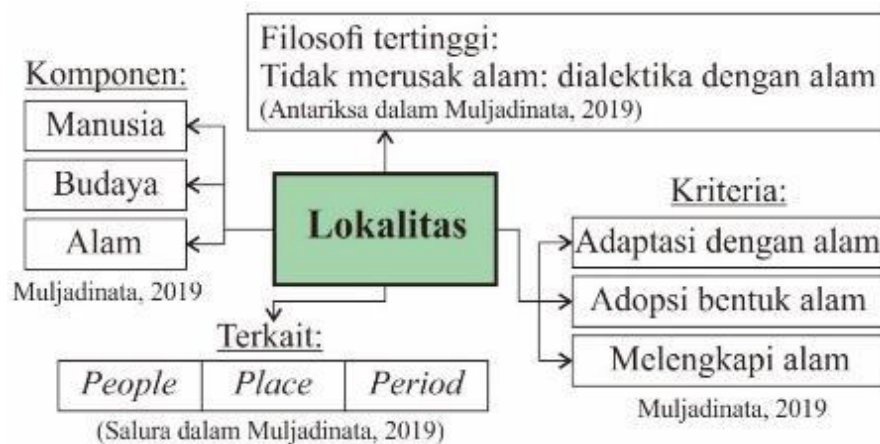 Filosofi tertinggi:
Tidak merusak alam: dialektika dengan alam
(Antariksa dalam Muljadinata, 2019)
Komponen:
Manusia
Budaya
Alam
Muljadinata, 2019
Lokalitas
Kriteria:
Adaptasi dengan alam
Adopsi bentuk alam
Melengkapi alam
Muljadinata, 2019
Terkait:
People Place Period
(Salura dalam Muljadinata, 2019)